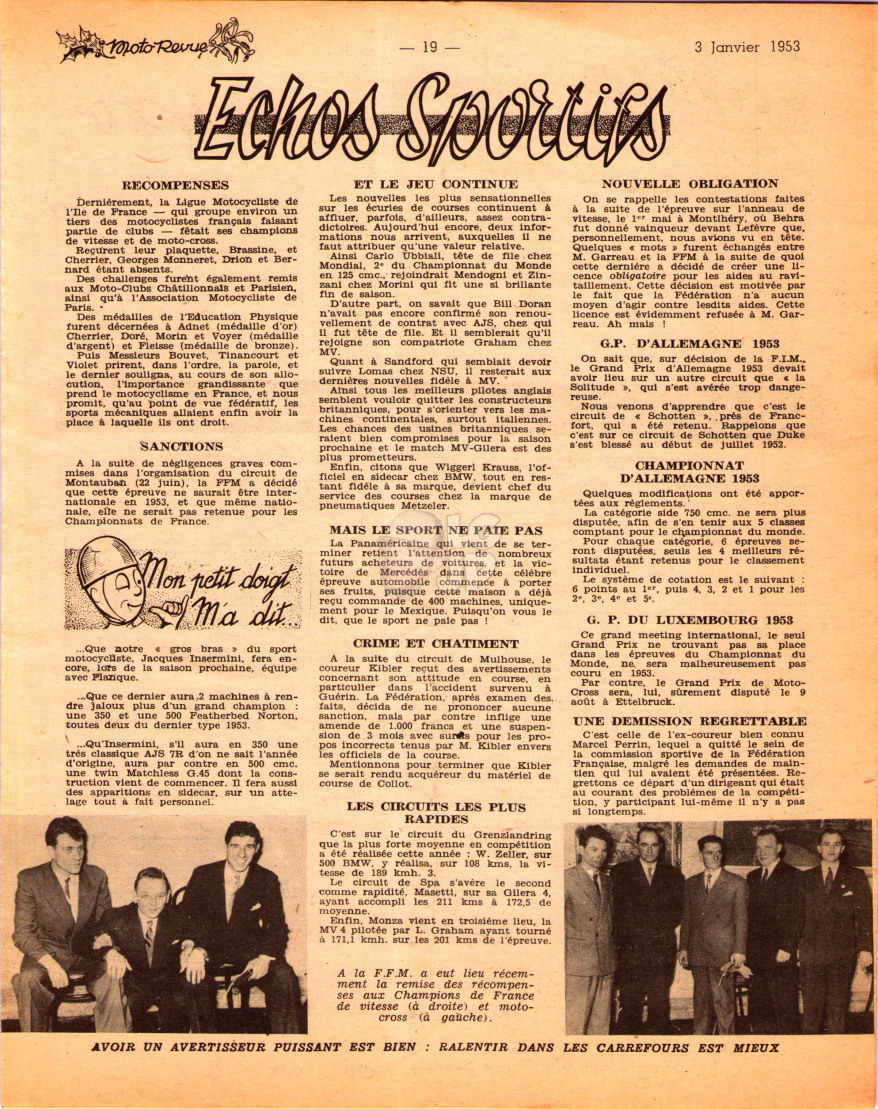 Moto-Revue
— 19 —
3 Janvier 1953
Echos Sportifs
RECOMPENSES
Dernièrement, la Ligue Motocycliste de
l'Ile de France — qui groupe environ un
tiers des motocyclistes français faisant
partie de clubs — fêtait ses champions
de vitesse et de moto-cross.
Reçurent leur plaquette, Brassine, et
Cherrier, Georges Monneret, Drion et Ber-
nard étant absents.
Des challenges furent également remis
aux Moto-Clubs Châtillonnais et Parisien,
ainsi qu'à l'Association Motocycliste de
Paris.
Des médailles de l'Education Physique
furent décernées à Adnet (médaille d'or)
Cherrier, Doré, Morin et Voyer (médaille
d'argent) et Fleisse (médaille de bronze).
Puis Messieurs Bouvet, Tinancourt et
Violet prirent, dans l'ordre, la parole, et
le dernier souligna, au cours de son allo-
cution, l'importance grandissante que
prend le motocyclisme en France, et nous
promit, qu'au point de vue fédératif, les
sports mécaniques allaient enfin avoir la
place à laquelle ils ont droit.
SANCTIONS
A la suite de négligences graves com-
mises dans l'organisation du circuit de
Montauban (22 juin), la FFM a décidé
que cette épreuve ne saurait être inter-
nationale en 1953, et que même natio-
nale, elle ne serait pas retenue pour les
Championnats de France.
Mon petit doigt
M'a dit...
...Que notre « gros bras » du sport
motocycliste, Jacques Insermini, fera en-
core, lors de la saison prochaine, équipe
avec Planque.
...Que ce dernier aura 2 machines à ren-
dre jaloux plus d'un grand champion :
une 350 et une 500 Featherbed Norton,
toutes deux du dernier type 1953.
...Qu'Insermini, s'il aura en 350 une
très classique AJS 7R d'on ne sait l'année
d'origine, aura par contre en 500 cmc.
une twin Matchless G.45 dont la cons-
truction vient de commencer. Il fera aussi
des apparitions en sidecar, sur un atte-
lage tout à fait personnel.
ET LE JEU CONTINUE
Les nouvelles les plus sensationnelles
sur les écuries de courses continuent à
affluer, parfois, d'ailleurs, assez contra-
dictoires. Aujourd'hui encore, deux infor-
mations nous arrivent, auxquelles il ne
faut attribuer qu'une valeur relative.
Ainsi Carlo Ubbiali, tête de file chez
Mondial, 2e du Championnat du Monde
en 125 cmc., rejoindrait Mendogni et Zin-
zani chez Morini qui fit une si brillante
fin de saison.
D'autre part, on savait que Bill Doran
n'avait pas encore confirmé son renou-
vellement de contrat avec AJS, chez qui
il fut tête de file. Et il semblerait qu'il
rejoigne son compatriote Graham chez
MV.
Quant à Sandford qui semblait devoir
suivre Lomas chez NSU, il resterait aux
dernières nouvelles fidèle à MV.
Ainsi tous les meilleurs pilotes anglais
semblent vouloir quitter les constructeurs
britanniques, pour s'orienter vers les ma-
chines continentales, surtout italiennes.
Les chances des usines britanniques se-
raient bien compromises pour la saison
prochaine et le match MV-Gilera est des
plus prometteurs.
Enfin, citons que Wiggerl Krauss, l'of-
ficiel en sidecar chez BMW, tout en res-
tant fidèle à sa marque, devient chef du
service des courses chez la marque de
pneumatiques Metzeler.
MAIS LE SPORT NE PAIE PAS
La Panaméricaine qui vient de se ter-
miner retient l'attention de nombreux
futurs acheteurs de voitures, et la vic-
toire de Mercédès dans cette célèbre
épreuve automobile commence à porter
ses fruits, puisque cette maison a déjà
reçu commande de 400 machines, unique-
ment pour le Mexique. Puisqu'on vous le
dit, que le sport ne paie pas !
CRIME ET CHATIMENT
A la suite du circuit de Mulhouse, le
coureur Kibler reçut des avertissements
concernant son attitude en course, en
particulier dans l'accident survenu à
Guérin. La Fédération, après examen des
faits, décida de ne prononcer aucune
sanction, mais par contre inflige une
amende de 1.000 francs et une suspen-
sion de 3 mois avec sursis pour les pro-
pos incorrects tenus par M. Kibler envers
les officiels de la course.
Mentionnons pour terminer que Kibler
se serait rendu acquéreur du matériel de
course de Collot.
LES CIRCUITS LES PLUS
RAPIDES
C'est sur le circuit du Grenzlandring
que la plus forte moyenne en compétition
a été réalisée cette année : W. Zeller, sur
500 BMW, y réalisa, sur 108 kms, la vi-
tesse de 189 kmh. 3.
Le circuit de Spa s'avère le second
comme rapidité, Masetti, sur sa Gilera 4,
ayant accompli les 211 kms à 172,5 de
moyenne.
Enfin, Monza vient en troisième lieu, la
MV 4 pilotée par L. Graham ayant tourné
à 171,1 kmh. sur les 201 kms de l'épreuve.
A la F.F.M. a eut lieu récem-
ment la remise des récompen-
ses aux Champions de France
de vitesse (à droite) et moto-
cross (à gauche).
NOUVELLE OBLIGATION
On se rappelle les contestations faites
à la suite de l'épreuve sur l'anneau de
vitesse, le 1er mai à Montlhéry, où Behra
fut donné vainqueur devant Lefèvre que,
personnellement, nous avions vu en tête.
Quelques « mots » furent échangés entre
M. Garreau et la FFM à la suite de quoi
cette dernière a décidé de créer une li-
cence obligatoire pour les aides au ravi-
taillement. Cette décision est motivée par
le fait que la Fédération n'a aucun
moyen d'agir contre lesdits aides. Cette
licence est évidemment refusée à M. Gar-
reau. Ah mais !
G.P. D'ALLEMAGNE 1953
On sait que, sur décision de la F.I.M.,
le Grand Prix d'Allemagne 1953 devait
avoir lieu sur un autre circuit que « la
Solitude », qui s'est avérée trop dange-
reuse.
Nous venons d'apprendre que c'est le
circuit de « Schotten », près de Franc-
fort, qui a été retenu. Rappelons que
c'est sur ce circuit de Schotten que Duke
s'est blessé au début de juillet 1952.
CHAMPIONNAT
D'ALLEMAGNE 1953
Quelques modifications ont été appor-
tées aux réglements.
La catégorie side 750 cmc. ne sera plus
disputée, afin de s'en tenir aux 5 classes
comptant pour le championnat du monde.
Pour chaque catégorie, 6 épreuves se-
ront disputées, seuls les 4 meilleurs ré-
sultats étant retenus pour le classement
individuel.
Le système de cotation est le suivant :
6 points au 1er, puis 4, 3, 2 et 1 pour les
2e, 3e, 4e et 5e.
G. P. DU LUXEMBOURG 1953
Ce grand meeting international, le seul
Grand Prix ne trouvant pas sa place
dans les épreuves du Championnat du
Monde, ne sera malheureusement pas
couru en 1953.
Par contre, le Grand Prix de Moto-
Cross sera, lui, sûrement disputé le 9
août à Ettelbruck.
UNE DEMISSION REGRETTABLE
C'est celle de l'ex-coureur bien connu
Marcel Perrin, lequel a quitté le sein de
la commission sportive de la Fédération
Française, malgré les demandes de main-
tien qui lui avaient été présentées. Re-
grettons ce départ d'un dirigeant qui était
au courant des problèmes de la compéti-
tion, y participant lui-même il n'y a pas
si longtemps.
AVOIR UN AVERTISSEUR PUISSANT EST BIEN : RALENTIR DANS LES CARREFOURS EST MIEUX